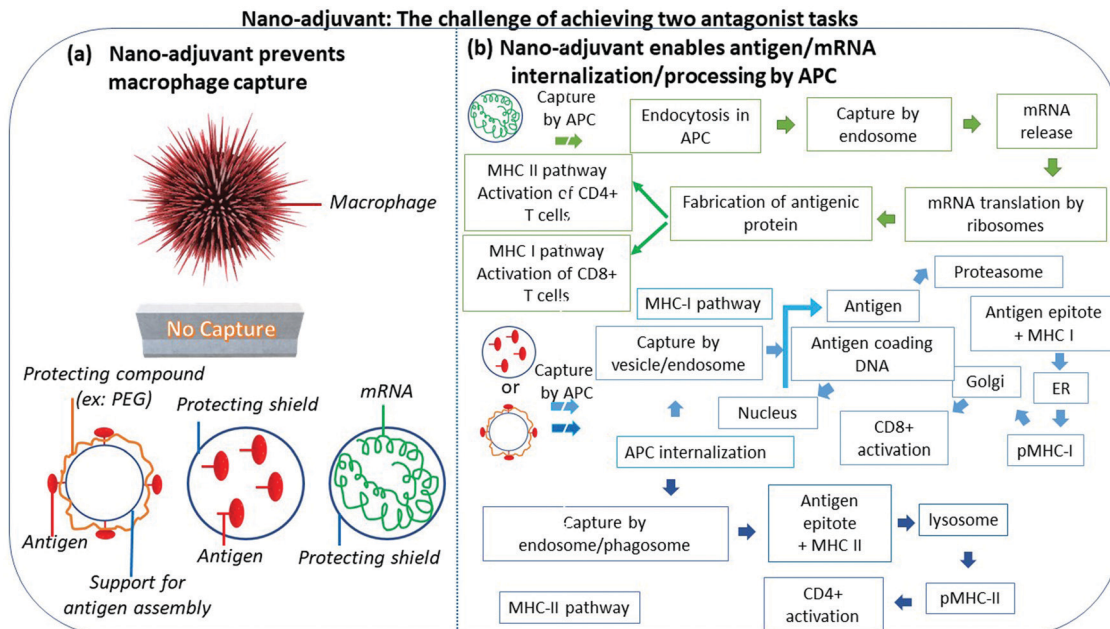 Nano-adjuvant: The challenge of achieving two antagonist tasks
(a) Nano-adjuvant prevents
macrophage capture
Macrophage
No Capture
Protecting compound
(ex: PEG)
Protecting shield
mRNA
Antigen
Antigen
Protecting shield
Support for
antigen assembly
(b) Nano-adjuvant enables antigen/mRNA
internalization/processing by APC
Capture
by APC
Endocytosis in
APC
Capture by
endosome
mRNA
release
MHC II pathway
Activation of CD4+
T cells
Fabrication of antigenic
protein
mRNA translation by
ribosomes
MHC I pathway
Activation of CD8+
T cells
MHC-I pathway
Antigen
Proteasome
Antigen epitote
+ MHC I
or
Capture
by APC
Capture by
vesicle/endosome
Antigen coading
DNA
Golgi
ER
Nucleus
CD8+
activation
pMHC-I
APC internalization
Capture by
endosome/phagosome
Antigen
epitote
+ MHC II
lysosome
MHC-II pathway
CD4+
activation
pMHC-II